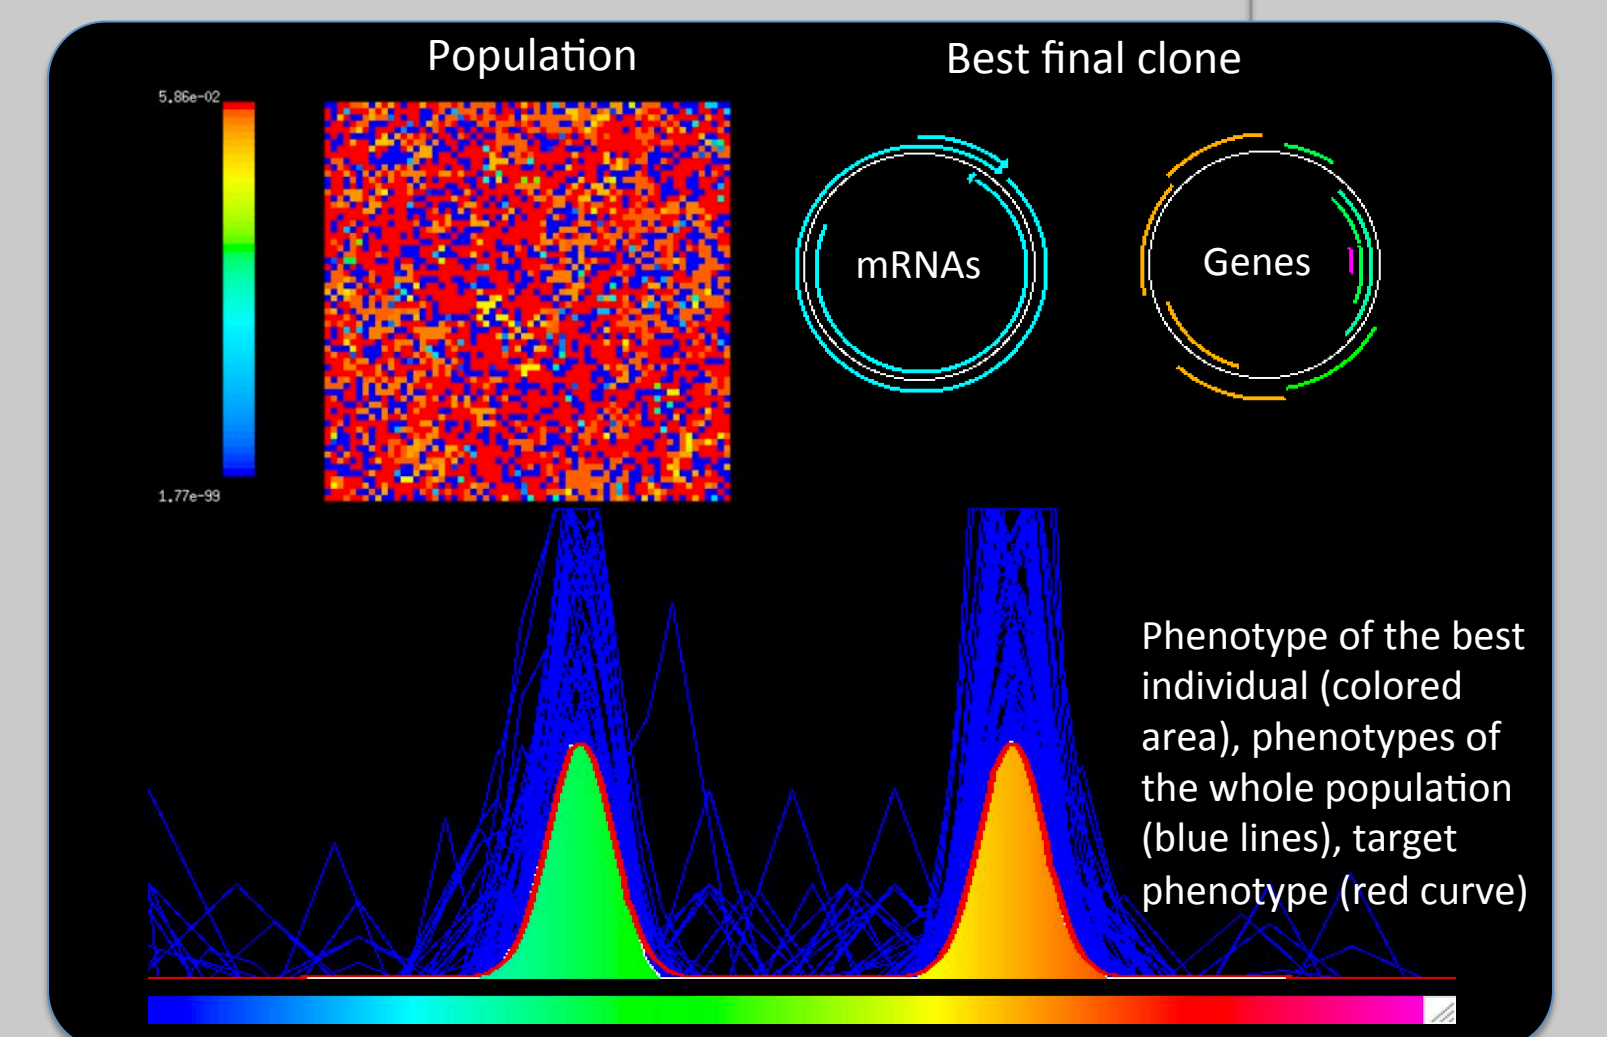 Population
Best final clone
5.86e-02
1.77e-99
mRNAs
Genes
Phenotype of the best
individual (colored
area), phenotypes of
the whole population
(blue lines), target
phenotype (red curve)